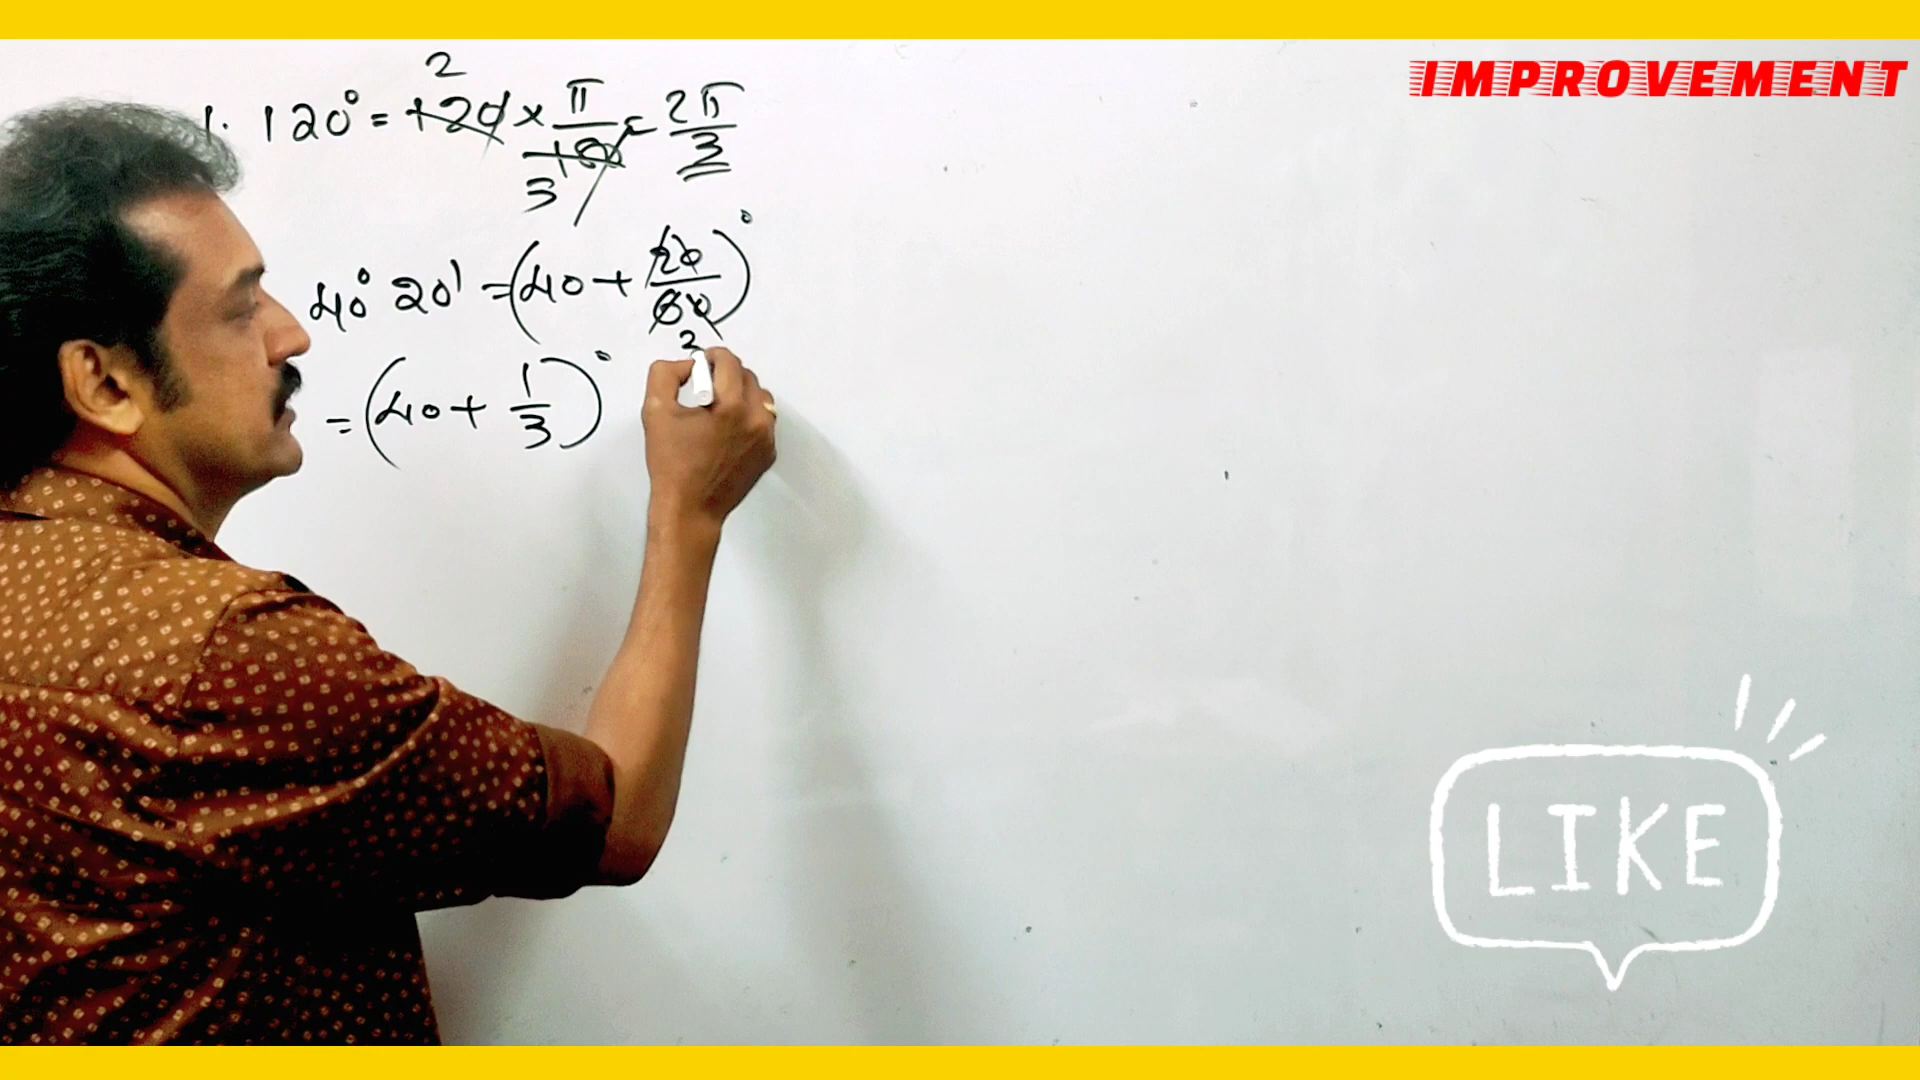 IMPROVEMENT
1. 120° = 120 × π/180 = 2π/3
2
3
40° 20' = (40 + 20/60)°
3
= (40 + 1/3)°
LIKE